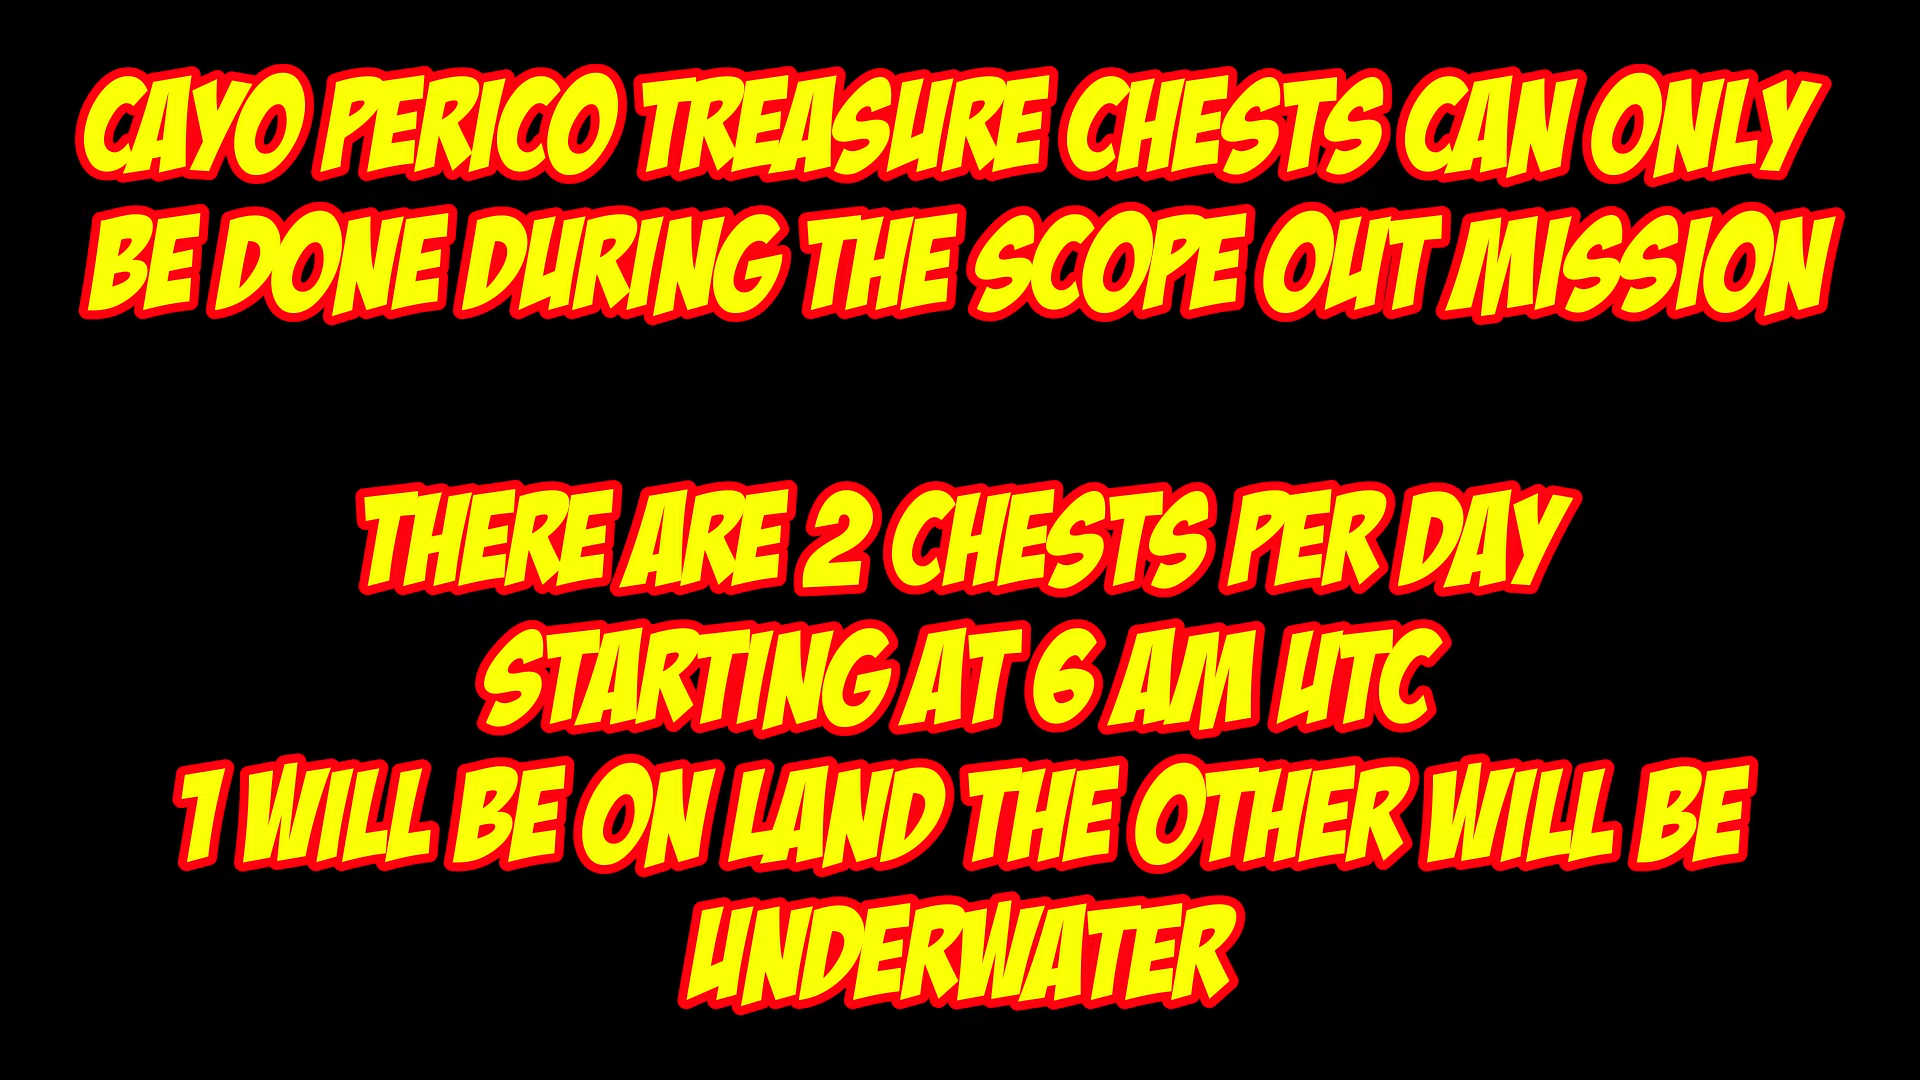 CAYO PERICO TREASURE CHESTS CAN ONLY
BE DONE DURING THE SCOPE OUT MISSION
THERE ARE 2 CHESTS PER DAY
STARTING AT 6 AM UTC
1 WILL BE ON LAND THE OTHER WILL BE
UNDERWATER